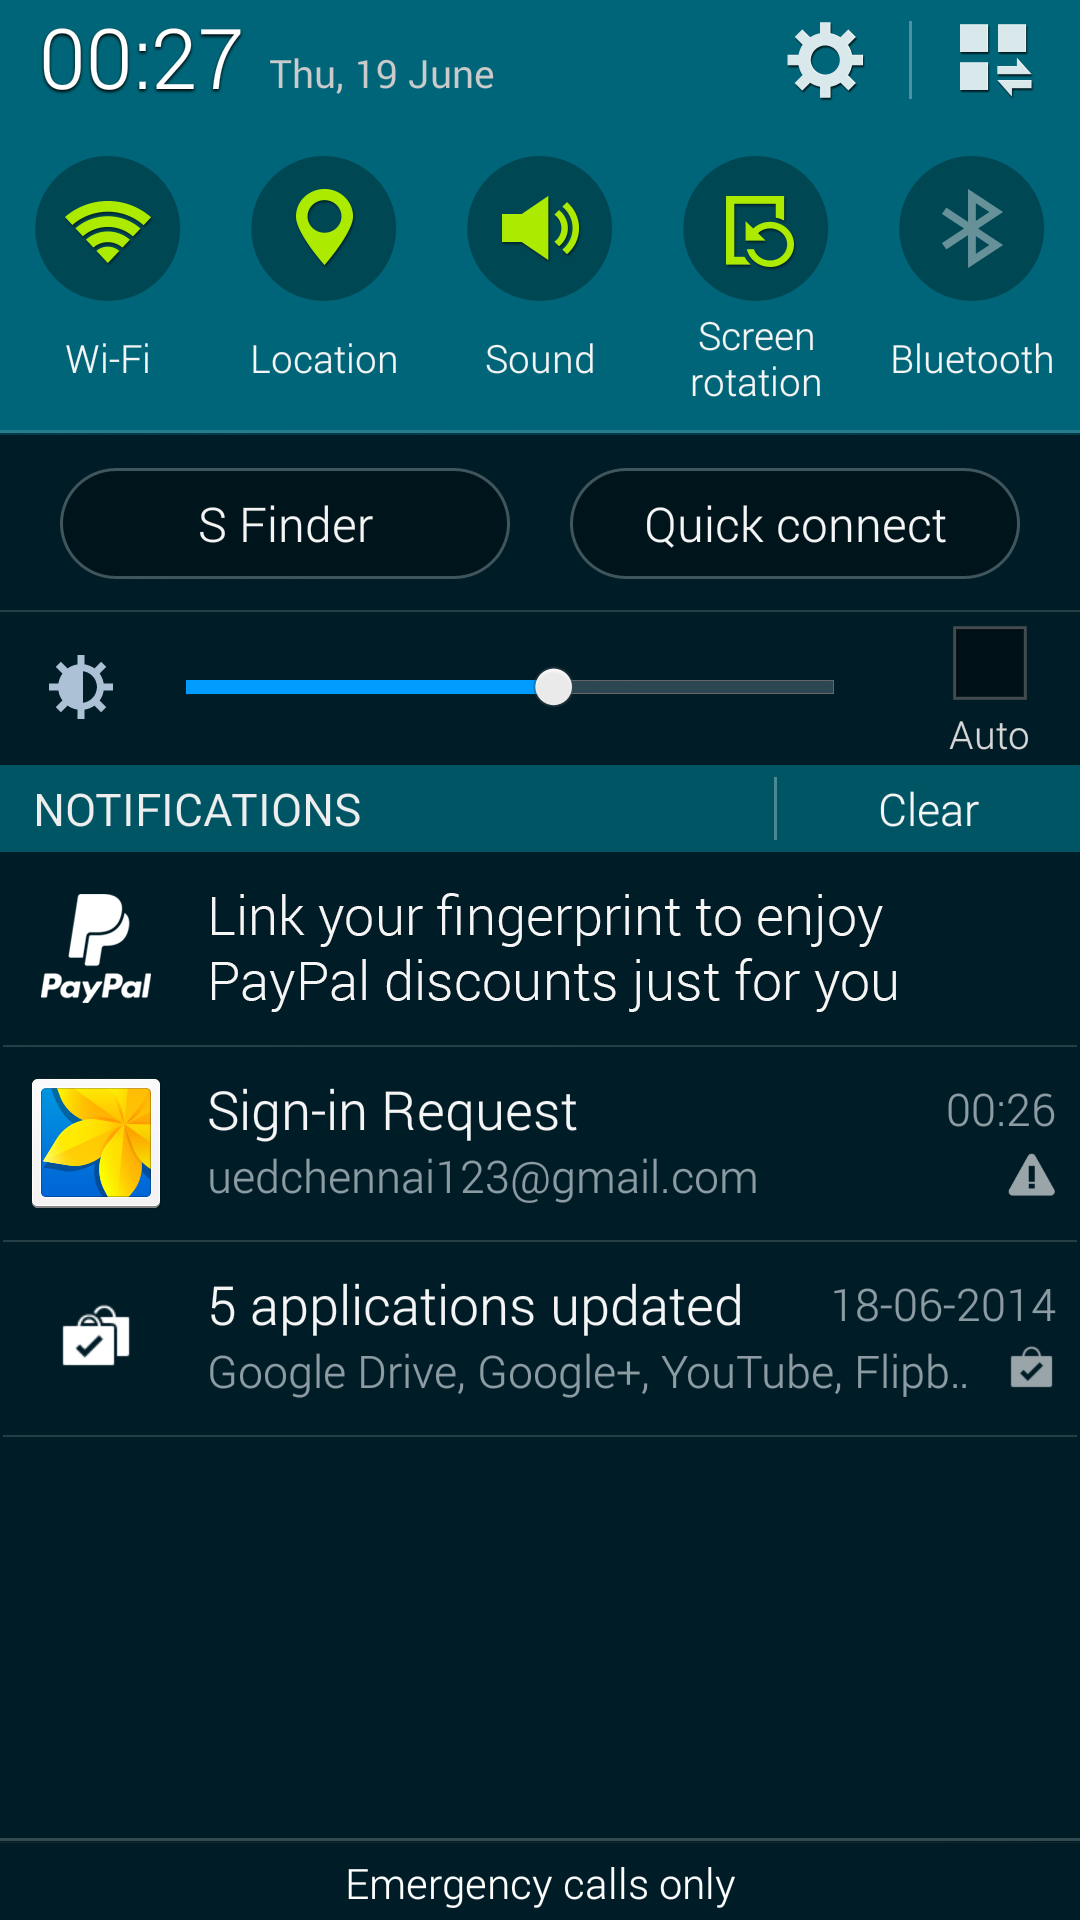 00:27 Thu, 19 June
Wi-Fi
Location
Sound
Screen
rotation
Bluetooth
S Finder
Quick connect
Auto
NOTIFICATIONS
Clear
PayPal
Link your fingerprint to enjoy
PayPal discounts just for you
Sign-in Request
00:26
uedchennai123@gmail.com
5 applications updated
18-06-2014
Google Drive, Google+, YouTube, Flipb..
Emergency calls only